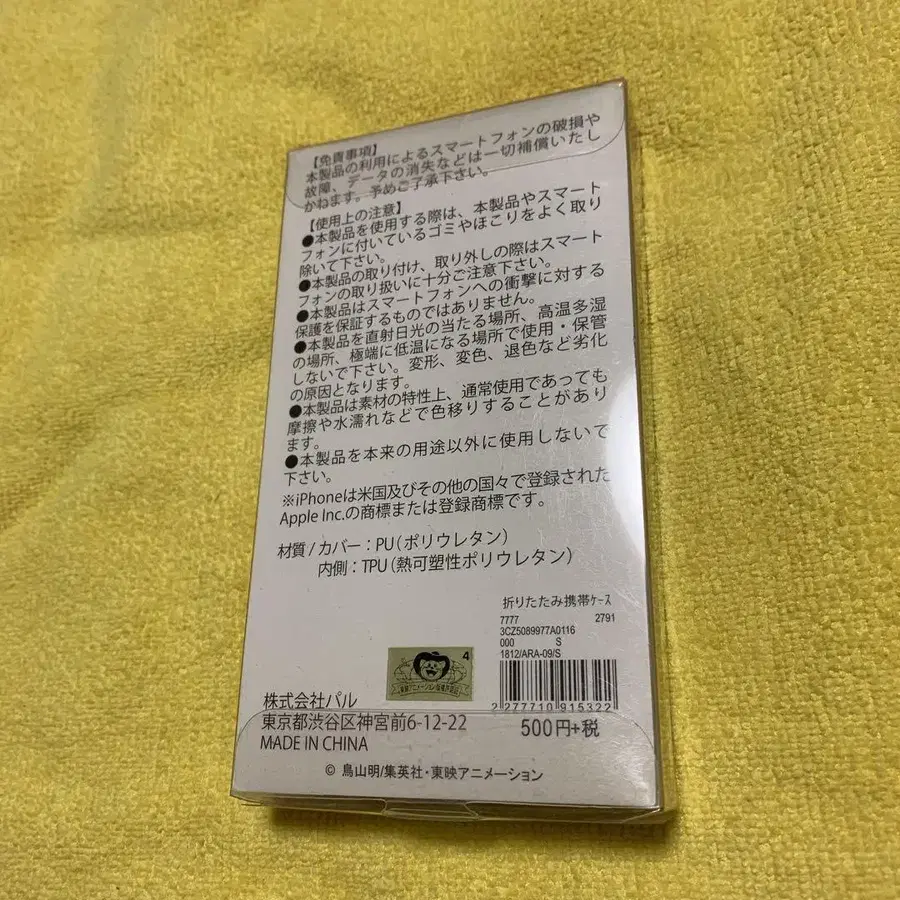 【免責事項】
本製品の利用によるスマートフォンの破損や
故障、データの消失などは一切補償いたし
かねます。予めご了承下さい。
【使用上の注意】
●本製品を使用する際は、本製品やスマート
フォンに付いているゴミやほこりをよく取り
除いて下さい。
●本製品の取り付け、取り外しの際はスマート
フォンの取り扱いに十分ご注意下さい。
●本製品はスマートフォンへの衝撃に対する
保護を保証するものではありません。
●本製品を直射日光の当たる場所、高温多湿
の場所、極端に低温になる場所で使用・保管
しないで下さい。変形、変色、退色など劣化
の原因となります。
●本製品は素材の特性上、通常使用であっても
摩擦や水濡れなどで色移りすることがあり
ます。
●本製品を本来の用途以外に使用しないで
下さい。
※iPhoneは米国及びその他の国々で登録された
Apple Inc.の商標または登録商標です。
材質 / カバー：PU（ポリウレタン）
内側：TPU（熱可塑性ポリウレタン）
折りたたみ携帯ケース
7777 2791
3CZ5089977A0116
000 S
1812/ARA-09/S
2 277710 915322
500円+税
4
株式会社パル
東京都渋谷区神宮前6-12-22
MADE IN CHINA
© 鳥山明/集英社・東映アニメーション